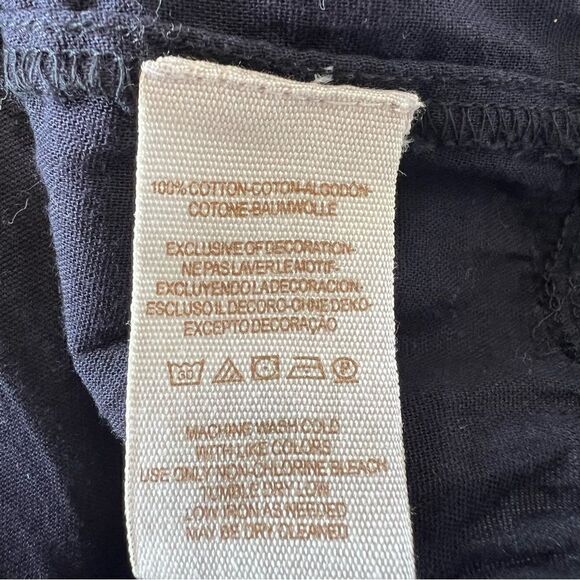 100% COTTON-COTON-ALGODÓN-
COTONE-BAUMWOLLE
EXCLUSIVE OF DECORATION-
NE PAS LAVER LE MOTIF-
EXCLUYENDO LA DECORACION-
ESCLUSO IL DECORO-OHNE DEKO-
EXCEPTO DECORAÇÃO
30
P
MACHINE WASH COLD
WITH LIKE COLORS
USE ONLY NON-CHLORINE BLEACH
TUMBLE DRY LOW
LOW IRON AS NEEDED
MAY BE DRY CLEANED